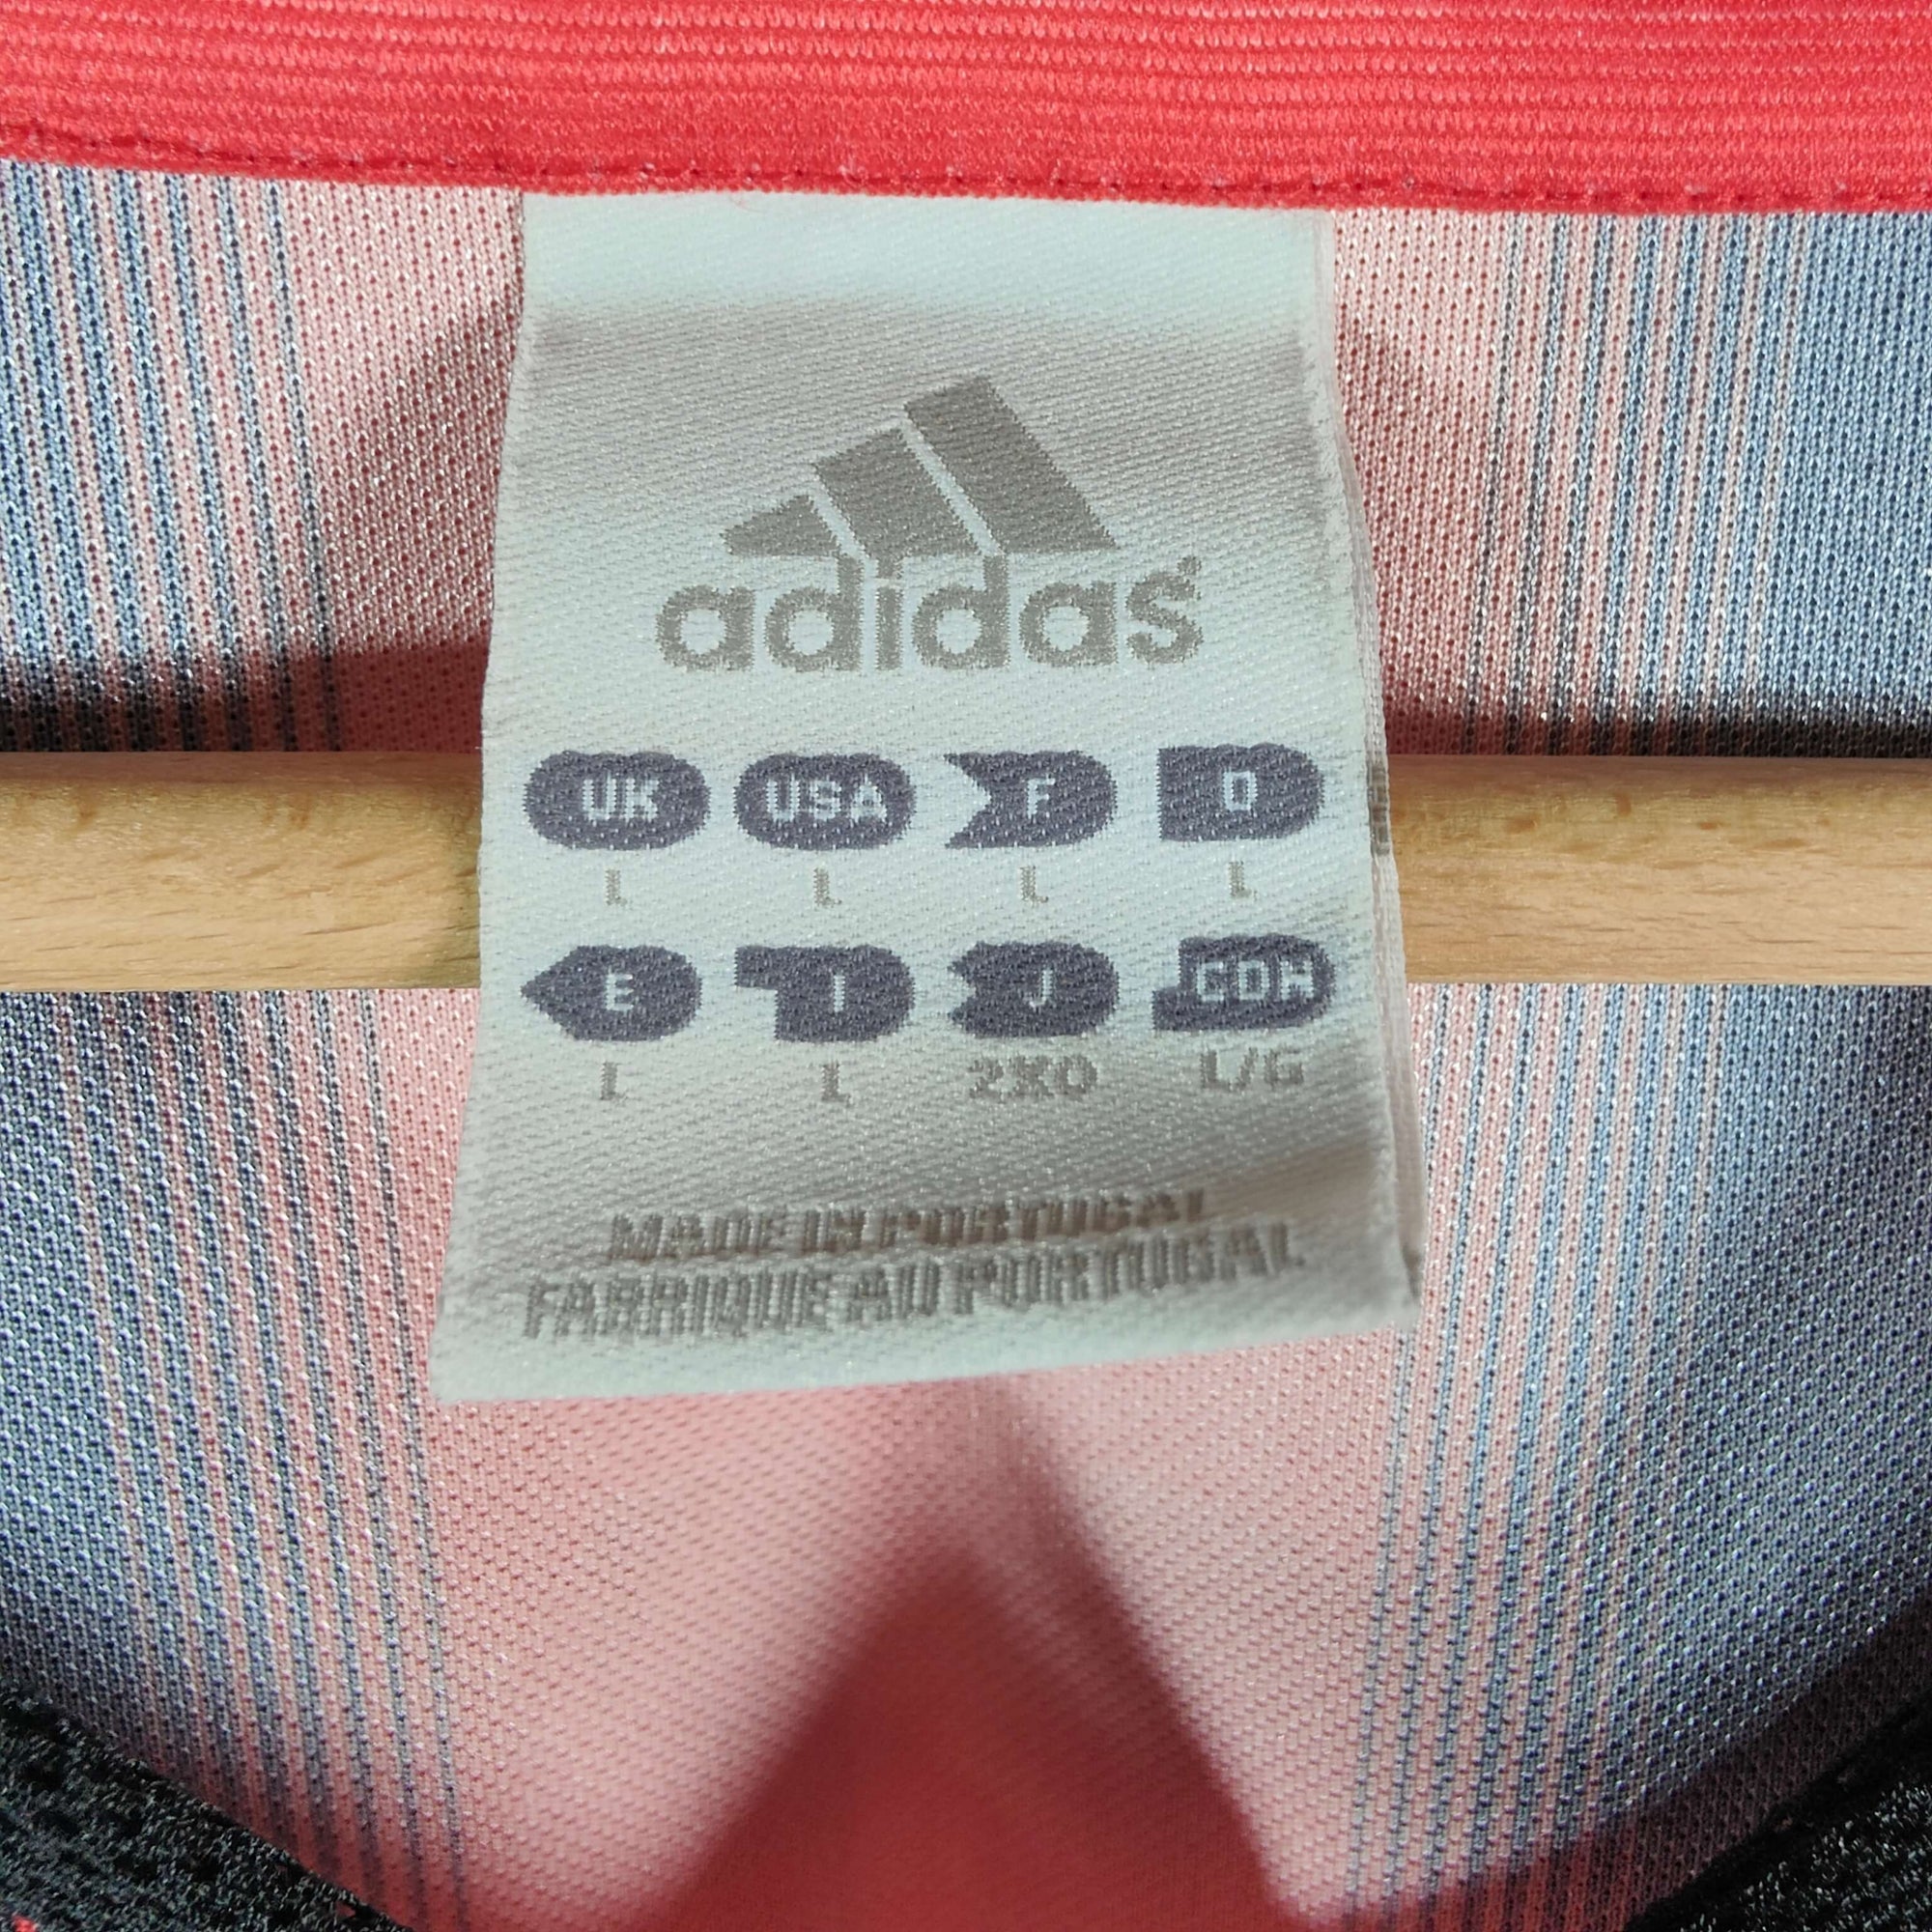 adidas
UK USA F D
L L L L
E I J CDN
L L 2XO L/G
MADE IN PORTUGAL
FABRIQUE AU PORTUGAL